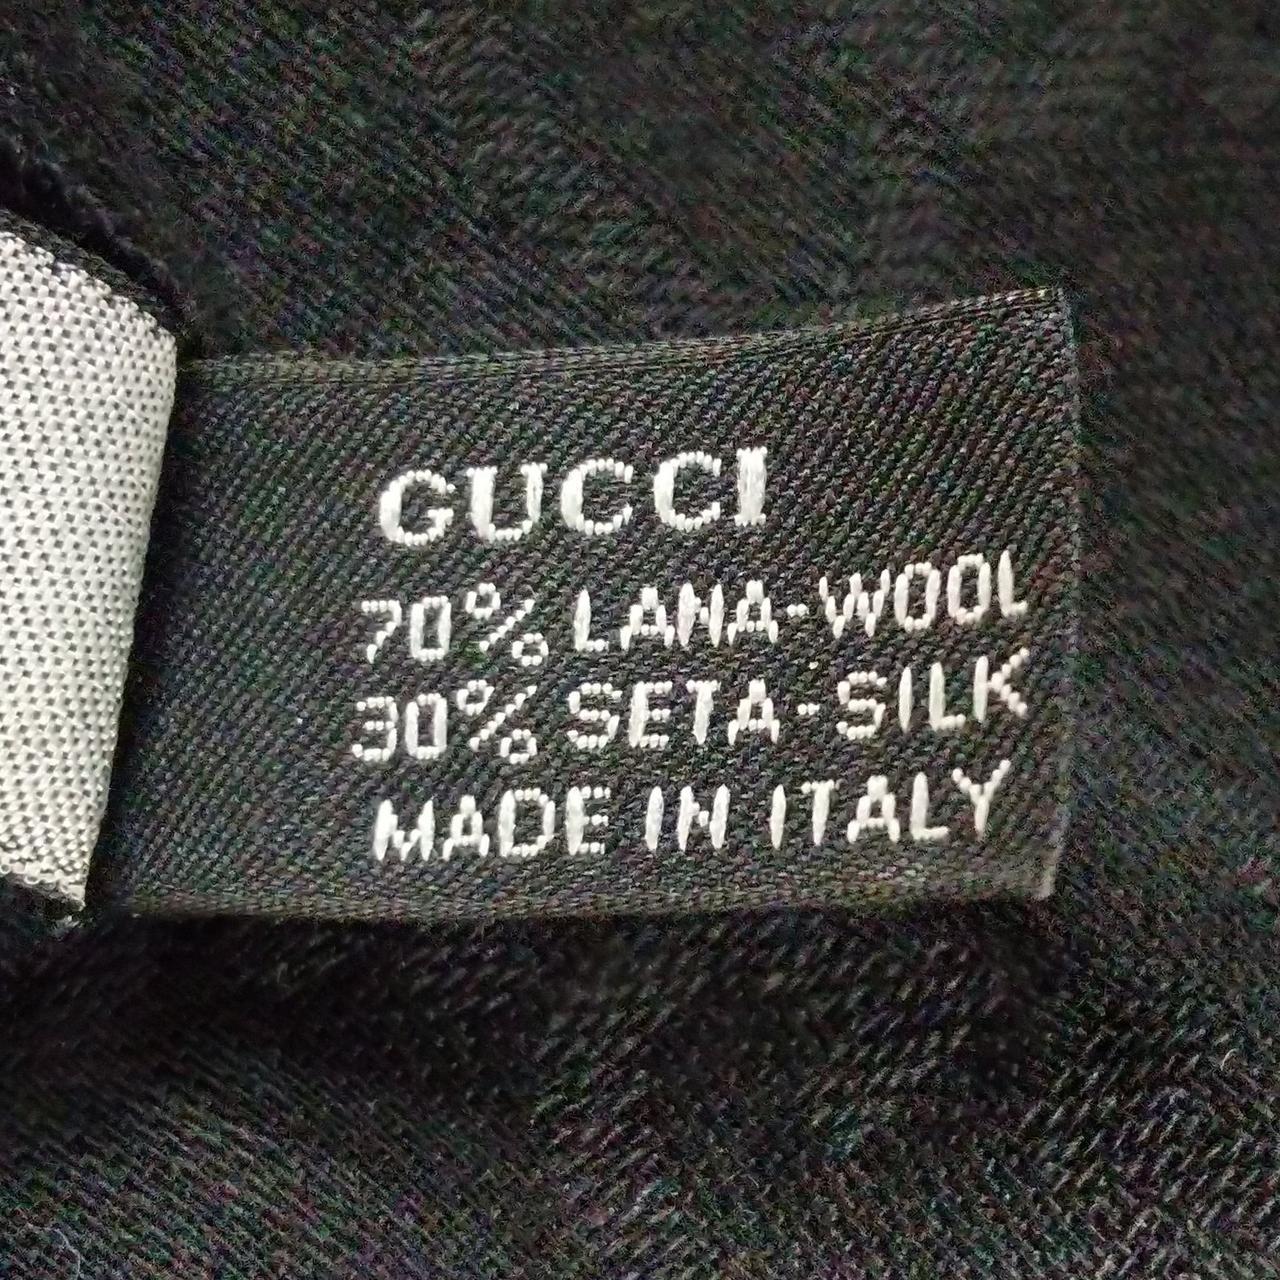 GUCCI
70% LANA-WOOL
30% SETA-SILK
MADE IN ITALY